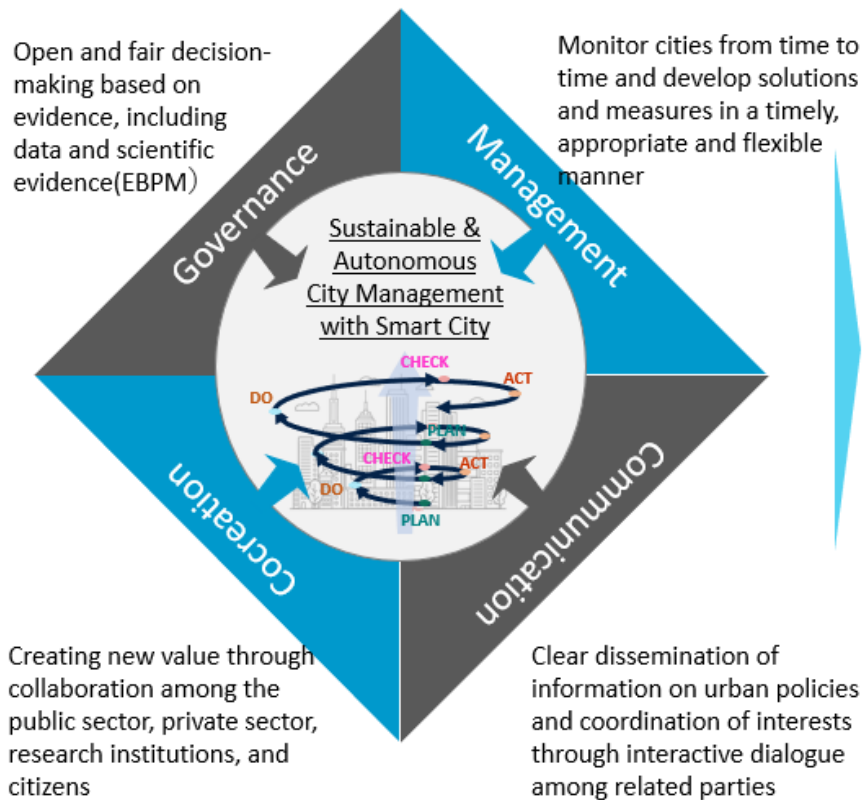 Open and fair decision-
making based on
evidence, including
data and scientific
evidence(EBPM）
Monitor cities from time to
time and develop solutions
and measures in a timely,
appropriate and flexible
manner
Governance
Management
Sustainable &
Autonomous
City Management
with Smart City
CHECK
ACT
DO
PLAN
CHECK
ACT
DO
PLAN
Cocreation
Communication
Creating new value through
collaboration among the
public sector, private sector,
research institutions, and
citizens
Clear dissemination of
information on urban policies
and coordination of interests
through interactive dialogue
among related parties